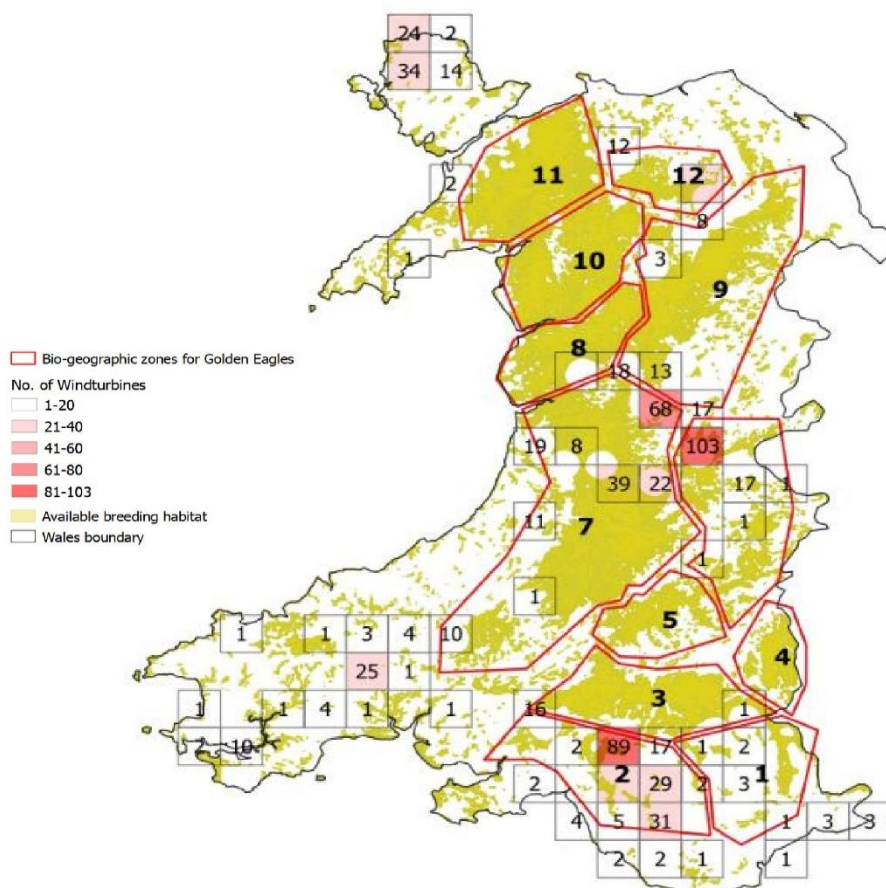 24 2
34 14
12
11 12
2
8
10 3
1
9
8
Bio-geographic zones for Golden Eagles
18 13
No. of Windturbines
1-20
68 17
21-40
19 8 103
41-60
61-80
39 22 17 1
81-103
Available breeding habitat
11 7 1
Wales boundary
1
1
5
1 1 3 4 10
4
25 1
3
1 1 4 1 1 16 1
10 2 89 17 1 2
2 1
2 29 2 3
4 5 31 1 3 3
2 2 1 1